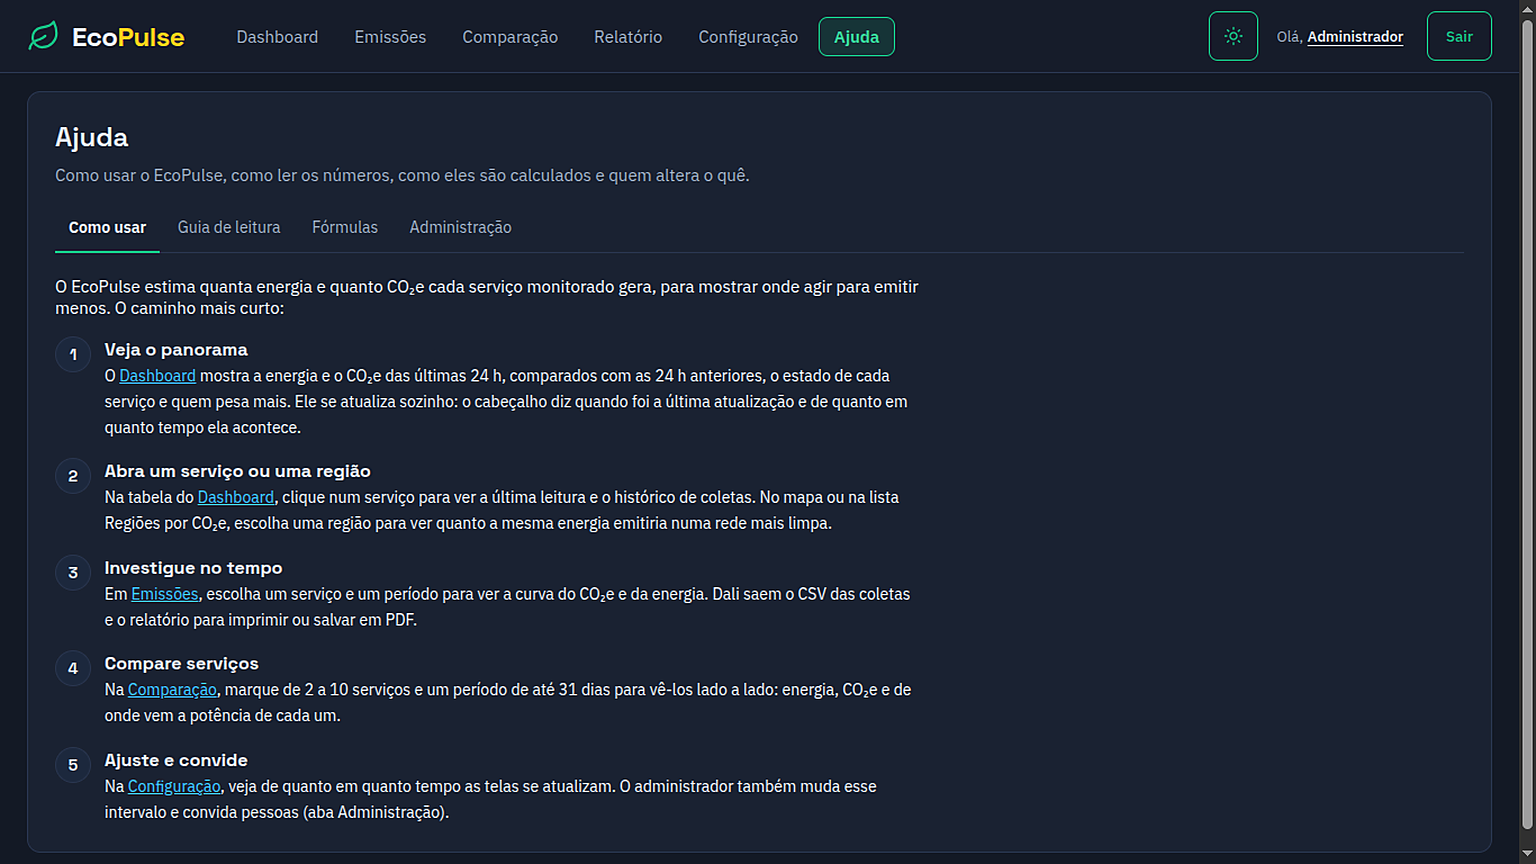 EcoPulse
Dashboard
Emissões
Comparação
Relatório
Configuração
Ajuda
Olá, Administrador
Sair
Ajuda
Como usar o EcoPulse, como ler os números, como eles são calculados e quem altera o quê.
Como usar
Guia de leitura
Fórmulas
Administração
O EcoPulse estima quanta energia e quanto CO₂e cada serviço monitorado gera, para mostrar onde agir para emitir
menos. O caminho mais curto:
1
Veja o panorama
O Dashboard mostra a energia e o CO₂e das últimas 24 h, comparados com as 24 h anteriores, o estado de cada
serviço e quem pesa mais. Ele se atualiza sozinho: o cabeçalho diz quando foi a última atualização e de quanto em
quanto tempo ela acontece.
2
Abra um serviço ou uma região
Na tabela do Dashboard, clique num serviço para ver a última leitura e o histórico de coletas. No mapa ou na lista
Regiões por CO₂e, escolha uma região para ver quanto a mesma energia emitiria numa rede mais limpa.
3
Investigue no tempo
Em Emissões, escolha um serviço e um período para ver a curva do CO₂e e da energia. Dali saem o CSV das coletas
e o relatório para imprimir ou salvar em PDF.
4
Compare serviços
Na Comparação, marque de 2 a 10 serviços e um período de até 31 dias para vê-los lado a lado: energia, CO₂e e de
onde vem a potência de cada um.
5
Ajuste e convide
Na Configuração, veja de quanto em quanto tempo as telas se atualizam. O administrador também muda esse
intervalo e convida pessoas (aba Administração).